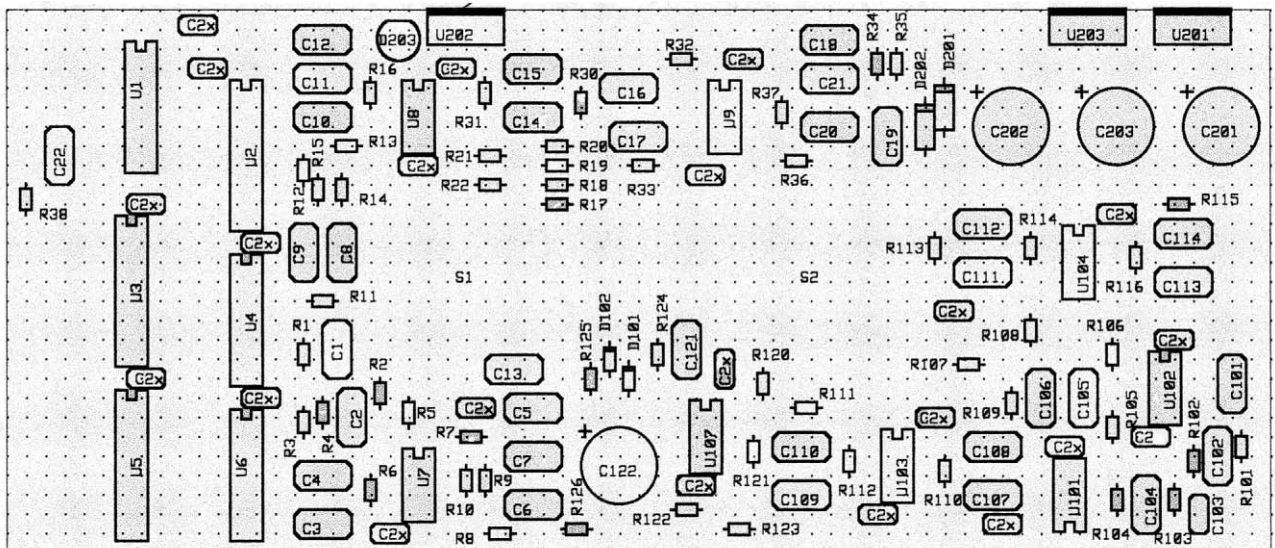 C2x C12. D203 U202 R32 C2x C18 R34 R35 U203 U201
U1 C2x C11. R16 C2x C15 R30 C16 C21 D202 D201
U2 C10. U8 R31. C14. C17 U9 R37 C20 C19 + C202 + C203 + C201
C22. R15 R13 C2x R21 R20 R19 R33 C2x R36
R38 C2x R12 R14. R22 R18 R17 C2x R115
U3 C2x C9 C8. S1 S2 R113 C112 R114 U104 C114
R11 R116 C111. C113
U4 R1 C1 R125 D102 D101 R124 C121 C2x R108 R106 C2x
C2x R2 C13. C2x R120. R107 U102 C101
C2x R5 C2x C5 R111 C106 C105 R105 R102
R3 R4 C2 R7 + U107 C2x R109 C2 C102
U5 U6 C4 R6 U7 C7 C122. C110 U103 C108 C2x R101
R10 R9 C2x R121 R112 R110 U101
C3 C6 R126 R122 C109 C107 C104 C103
C2x R8 R123 C2x C2x R104 R103